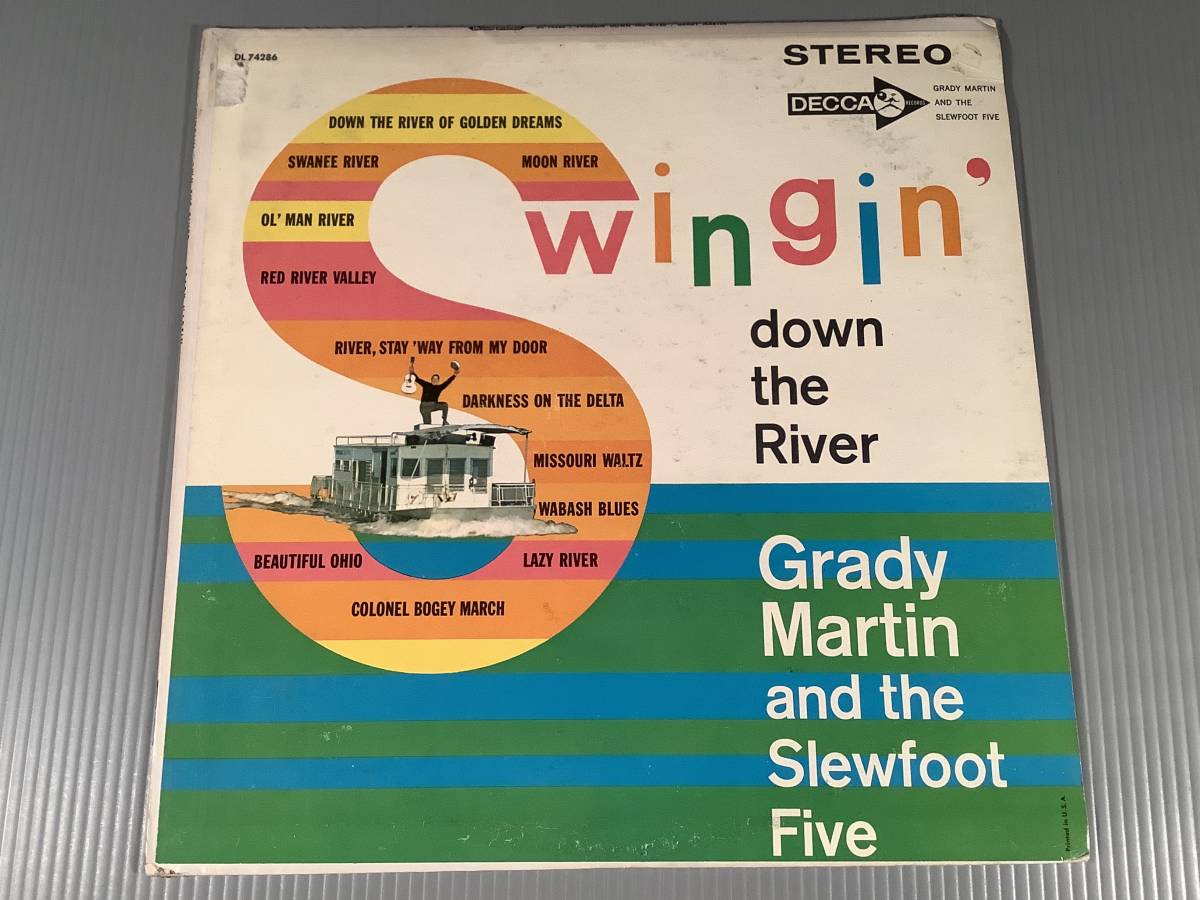 DL 74286
STEREO
DECCA RECORDS
GRADY MARTIN
AND THE
SLEWFOOT FIVE
DOWN THE RIVER OF GOLDEN DREAMS
SWANEE RIVER
MOON RIVER
OL' MAN RIVER
RED RIVER VALLEY
RIVER, STAY 'WAY FROM MY DOOR
DARKNESS ON THE DELTA
MISSOURI WALTZ
WABASH BLUES
BEAUTIFUL OHIO
LAZY RIVER
COLONEL BOGEY MARCH
Swingin'
down
the
River
Grady
Martin
and the
Slewfoot
Five
Printed in U.S.A.